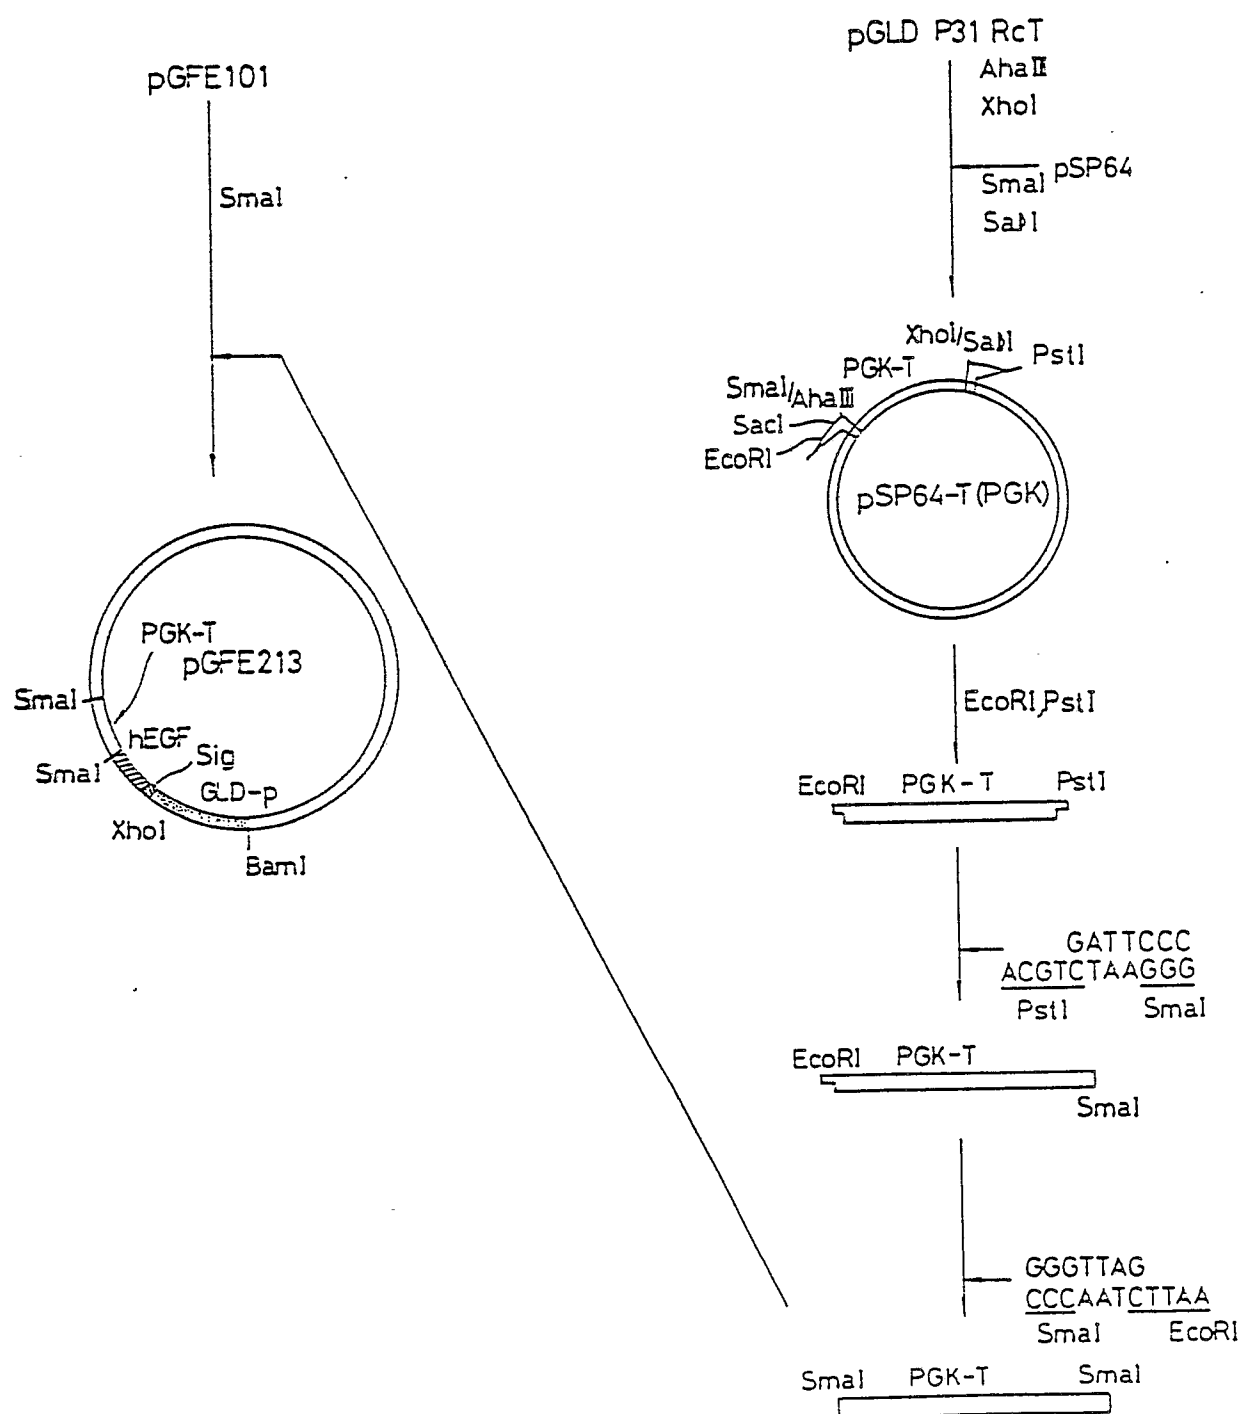 pGFE101
SmaI
PGK-T
pGFE213
SmaI
hEGF
SmaI
Sig
GLD-p
XhoI
BamI
pGLD P31 RcT
AhaIII
XhoI
pSP64
SmaI
SalI
XhoI/SalI
PstI
PGK-T
SmaI/AhaIII
SacI
EcoRI
pSP64-T(PGK)
EcoRI,PstI
EcoRI PGK-T PstI
GATTCCC
ACGTCTAAGGG
PstI SmaI
EcoRI PGK-T
SmaI
GGGTTAG
CCCAATCTTAA
SmaI EcoRI
SmaI PGK-T SmaI